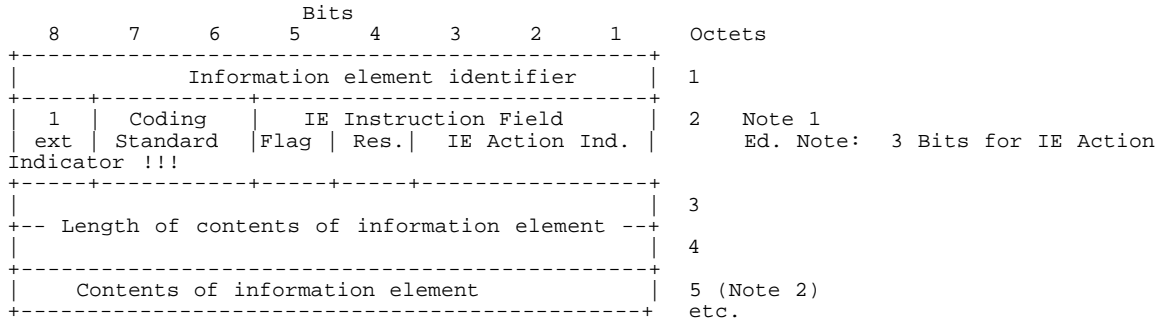 Bits
   8      7      6      5      4      3      2      1     Octets
+-----------------------------------------------------+
|               Information element identifier      |   1
+-----+-----------+---------------------------------+
|  1  |  Coding   |   IE Instruction Field          |   2   Note 1
| ext | Standard  |Flag | Res.|  IE Action Ind. |       Ed. Note:  3 Bits for IE Action
Indicator !!!
+-----+-----------+-----+-----+-------------------+
|                                                     |   3
+-- Length of contents of information element --+
|                                                     |   4
+-----------------------------------------------------+
|     Contents of information element               |   5 (Note 2)
+----------------------------------------------------+    etc.